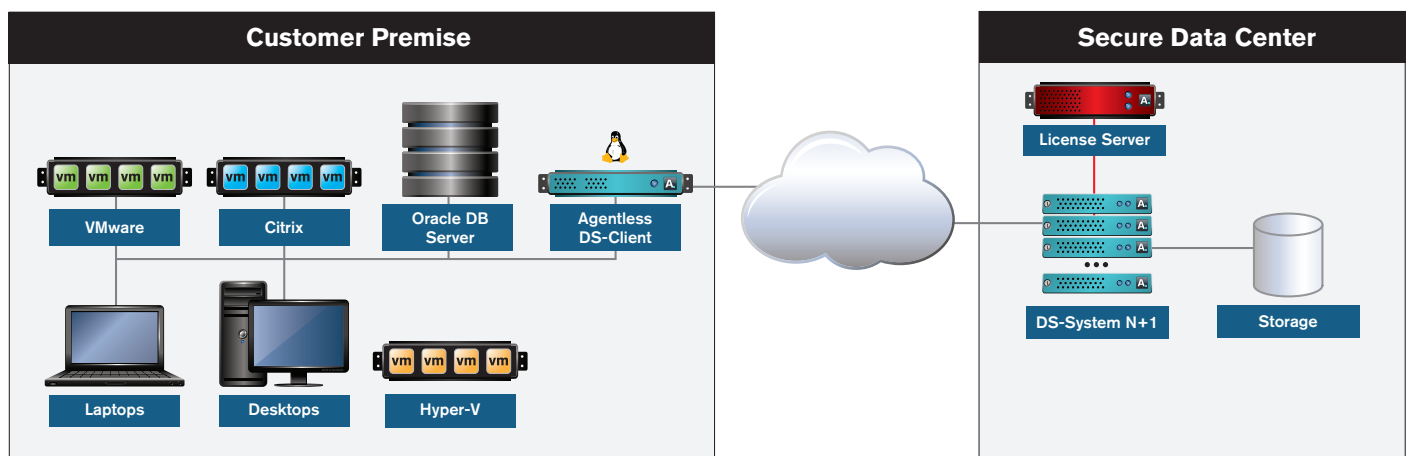 Customer Premise
Secure Data Center
A.
License Server
vm vm vm vm
vm vm vm vm
A.
VMware
Citrix
Oracle DB
Server
Agentless
DS-Client
A.
A.
A.
A.
DS-System N+1
Storage
vm vm vm vm
Laptops
Desktops
Hyper-V